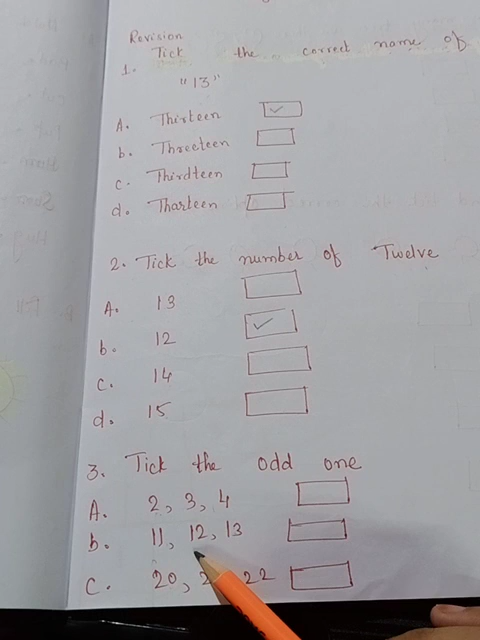 Revision
1. Tick the correct name of
"13"
A. Thirteen
b. Threeteen
c. Thirdteen
d. Tharteen
2. Tick the number of Twelve
A. 13
b. 12
c. 14
d. 15
3. Tick the odd one
A. 2, 3, 4
b. 11, 12, 13
c. 20, 22